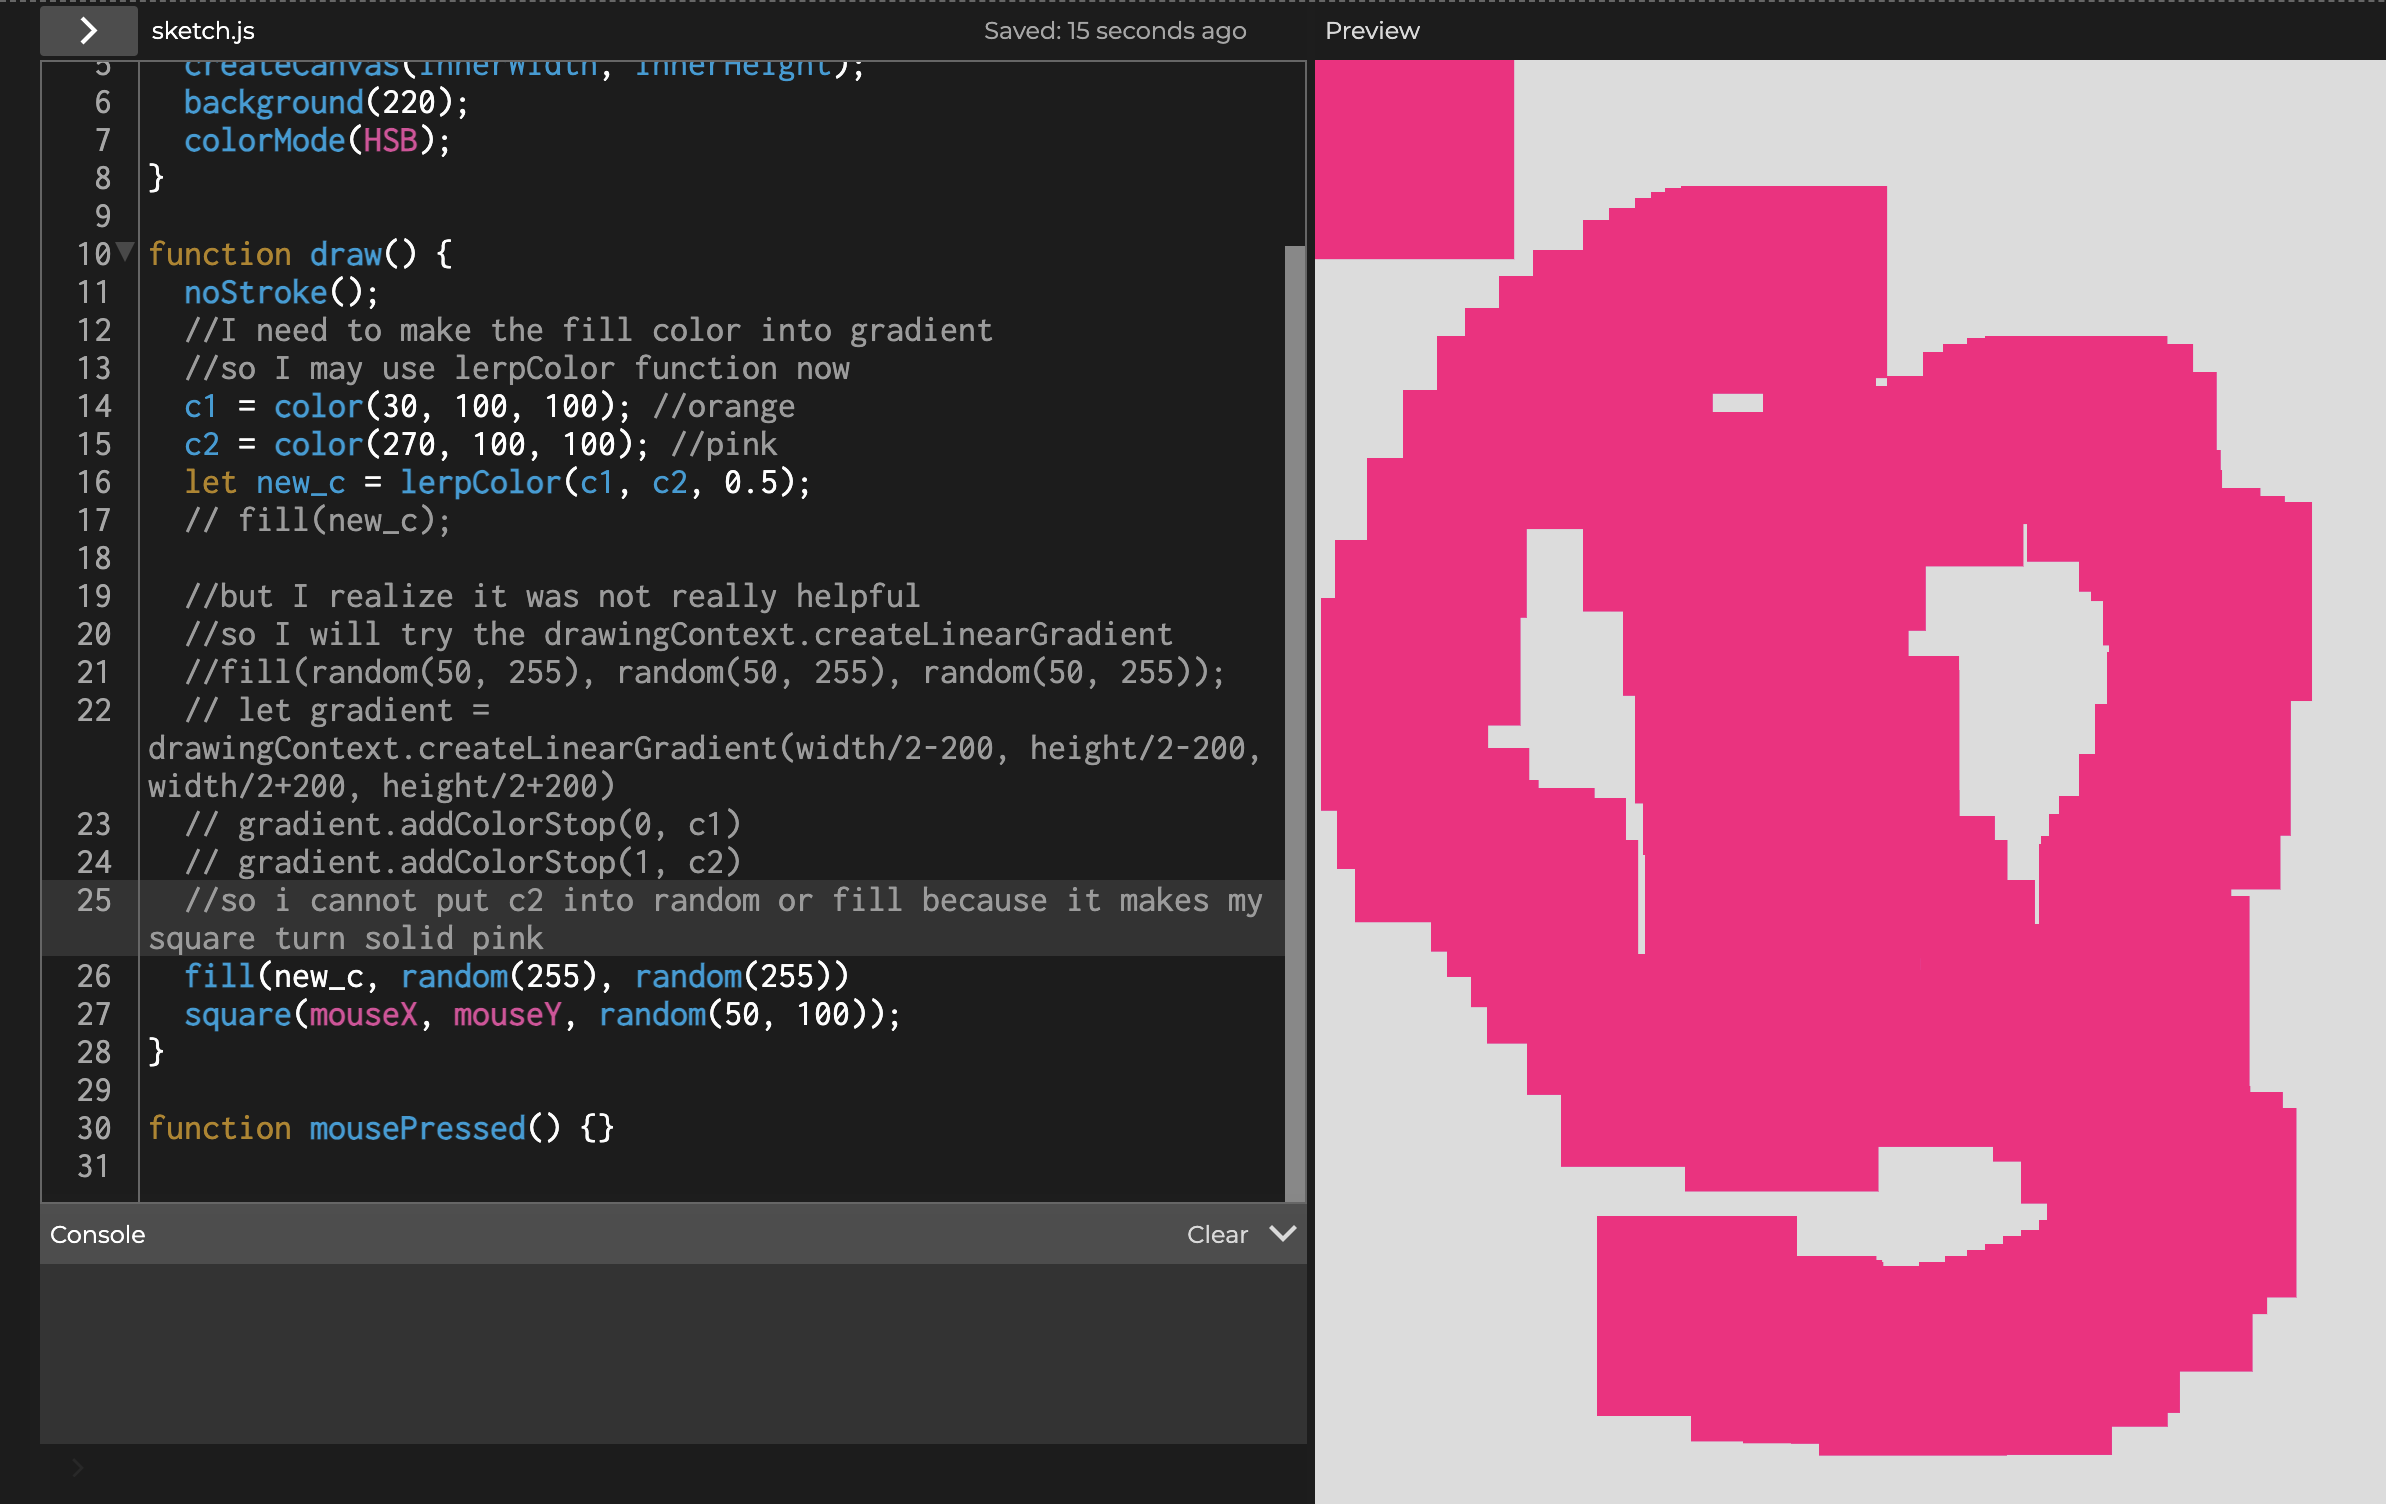 sketch.js
Saved: 15 seconds ago
Preview
5 createCanvas(innerWidth, innerHeight);
6 background(220);
7 colorMode(HSB);
8 }
9
10 function draw() {
11 noStroke();
12 //I need to make the fill color into gradient
13 //so I may use lerpColor function now
14 c1 = color(30, 100, 100); //orange
15 c2 = color(270, 100, 100); //pink
16 let new_c = lerpColor(c1, c2, 0.5);
17 // fill(new_c);
18
19 //but I realize it was not really helpful
20 //so I will try the drawingContext.createLinearGradient
21 //fill(random(50, 255), random(50, 255), random(50, 255));
22 // let gradient =
drawingContext.createLinearGradient(width/2-200, height/2-200,
width/2+200, height/2+200)
23 // gradient.addColorStop(0, c1)
24 // gradient.addColorStop(1, c2)
25 //so i cannot put c2 into random or fill because it makes my
square turn solid pink
26 fill(new_c, random(255), random(255))
27 square(mouseX, mouseY, random(50, 100));
28 }
29
30 function mousePressed() {}
31
Console
Clear